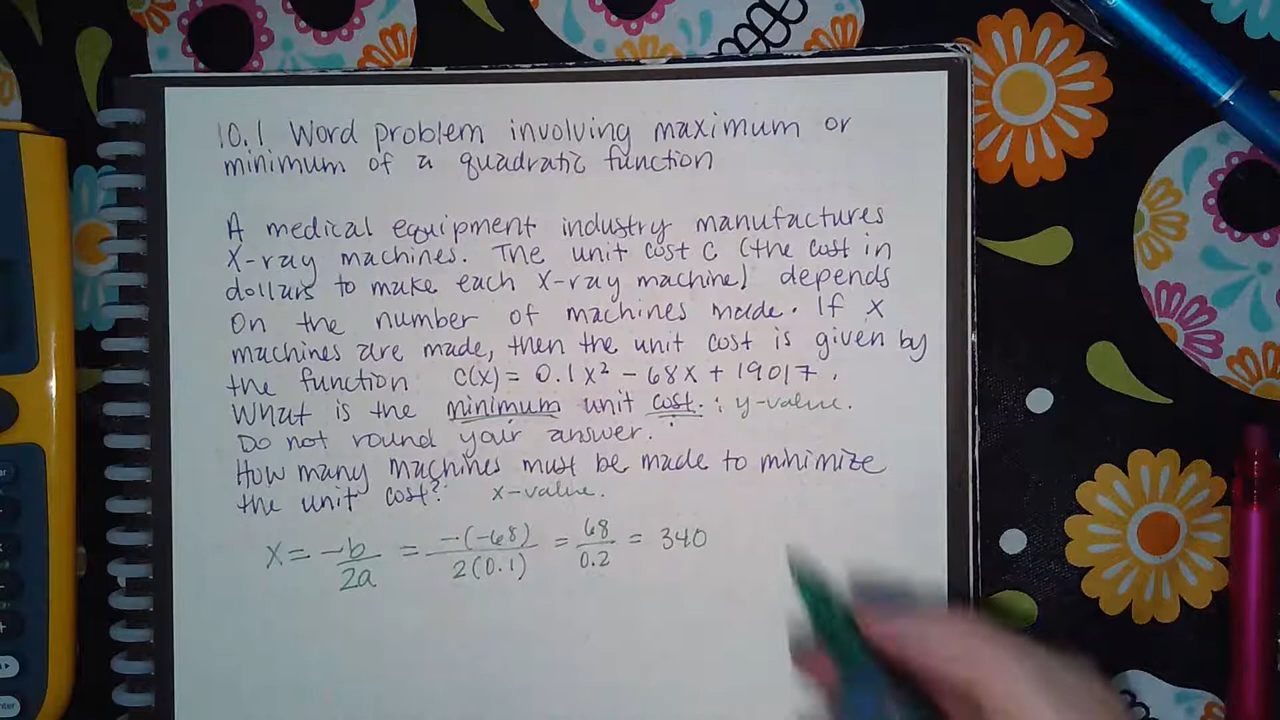 10.1 Word problem involving maximum or
minimum of a quadratic function
A medical equipment industry manufactures
X-ray machines. The unit cost C (the cost in
dollars to make each X-ray machine) depends
on the number of machines made. If x
machines are made, then the unit cost is given by
the function C(x) = 0.1x² - 68x + 19017.
What is the minimum unit cost. : y-value.
Do not round your answer.
How many machines must be made to minimize
the unit cost? x-value.
X = -b/2a = -(-68)/2(0.1) = 68/0.2 = 340